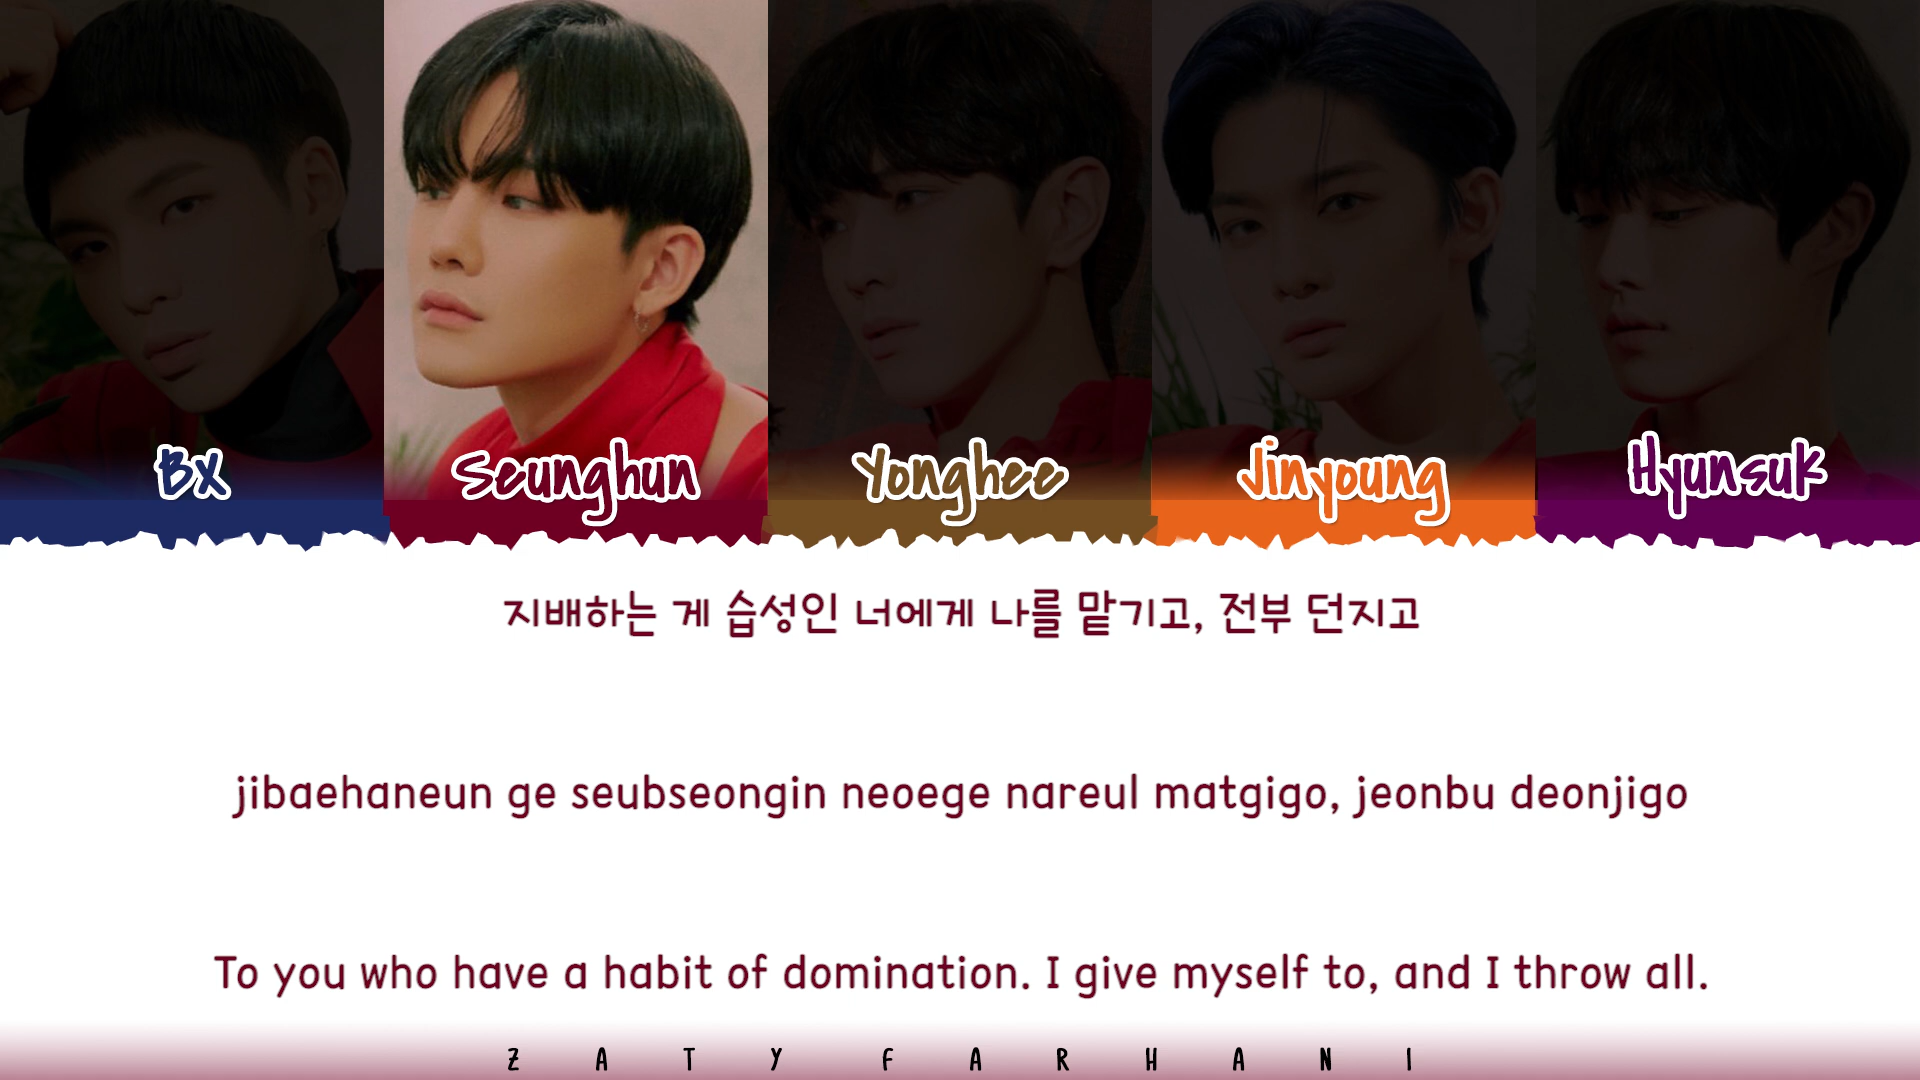 BX
Seunghun
Yonghee
Jinyoung
Hyunsuk
지배하는 게 습성인 너에게 나를 맡기고, 전부 던지고
jibaehaneun ge seubseongin neoege nareul matgigo, jeonbu deonjigo
To you who have a habit of domination. I give myself to, and I throw all.
ZATY FARHANI